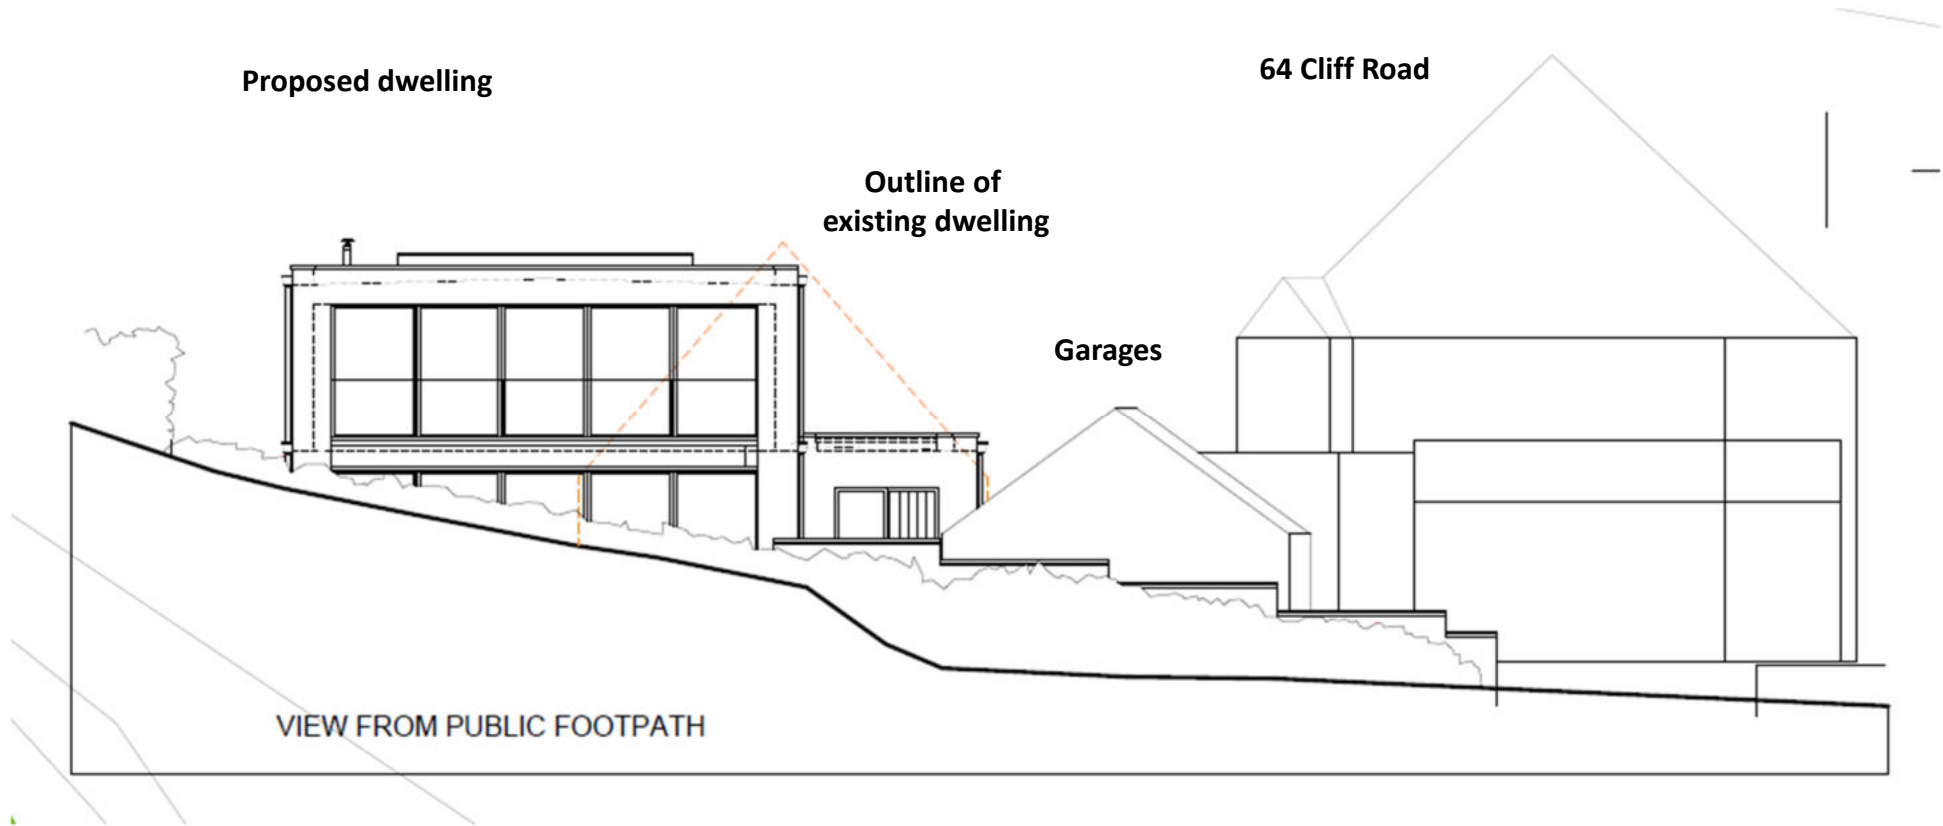 Proposed dwelling
64 Cliff Road
Outline of
existing dwelling
Garages
VIEW FROM PUBLIC FOOTPATH